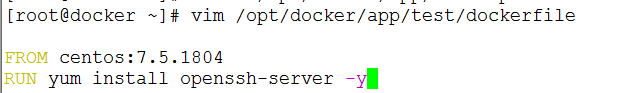 [root@docker ~]# vim /opt/docker/app/test/dockerfile
FROM centos:7.5.1804
RUN yum install openssh-server -y